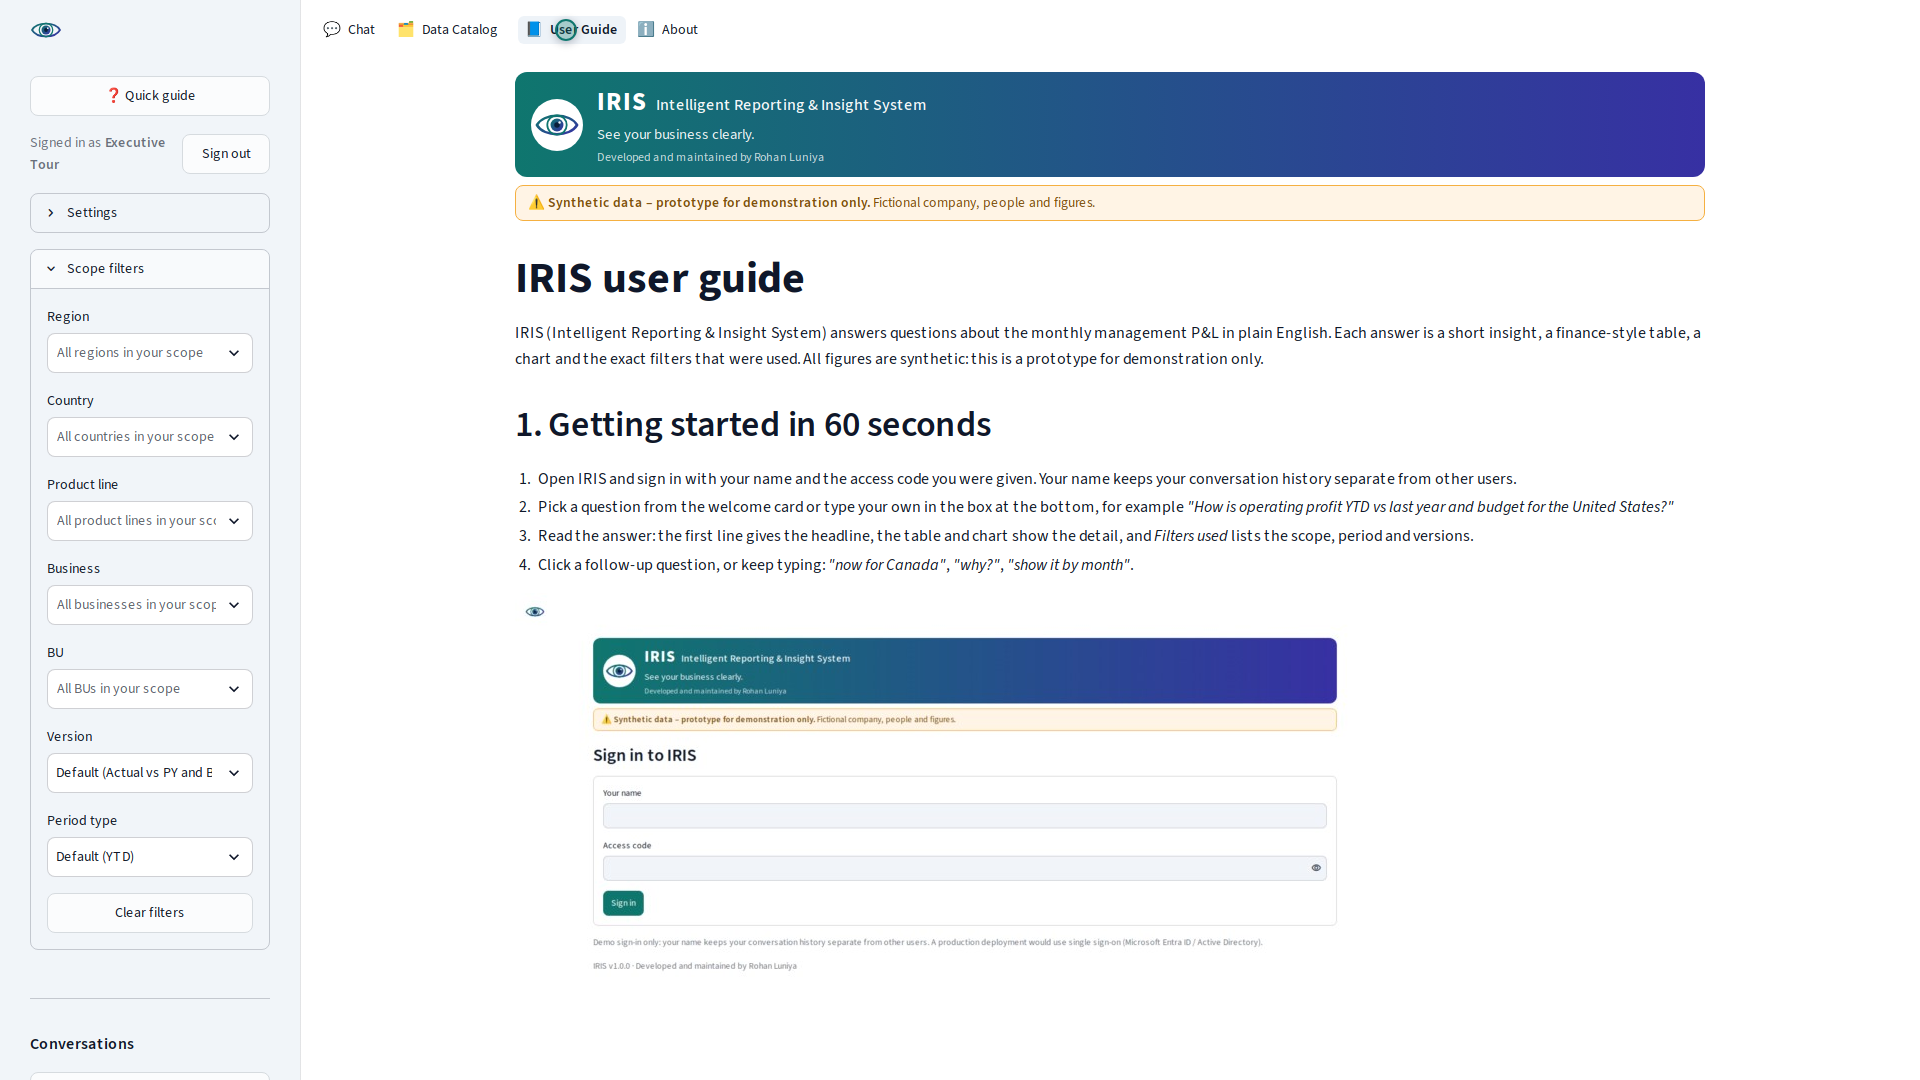 Chat
Data Catalog
User Guide
About
Quick guide
Signed in as Executive Tour
Sign out
Settings
Scope filters
Region
All regions in your scope
Country
All countries in your scope
Product line
All product lines in your
Business
All businesses in your
BU
All BUs in your scope
Version
Default (Actual vs PY and
Period type
Default (YTD)
Clear filters
Conversations
IRIS Intelligent Reporting & Insight System
See your business clearly.
Developed and maintained by Rohan Luniya
Synthetic data – prototype for demonstration only. Fictional company, people and figures.
IRIS user guide
IRIS (Intelligent Reporting & Insight System) answers questions about the monthly management P&L in plain English. Each answer is a short insight, a finance-style table, a
chart and the exact filters that were used. All figures are synthetic: this is a prototype for demonstration only.
1. Getting started in 60 seconds
1. Open IRIS and sign in with your name and the access code you were given. Your name keeps your conversation history separate from other users.
2. Pick a question from the welcome card or type your own in the box at the bottom, for example "How is operating profit YTD vs last year and budget for the United States?"
3. Read the answer: the first line gives the headline, the table and chart show the detail, and Filters used lists the scope, period and versions.
4. Click a follow-up question, or keep typing: "now for Canada", "why?", "show it by month".
IRIS Intelligent Reporting & Insight System
See your business clearly.
Developed and maintained by Rohan Luniya
Synthetic data – prototype for demonstration only. Fictional company, people and figures.
Sign in to IRIS
Your name
Access code
Sign in
Demo sign-in only: your name keeps your conversation history separate from other users. A production deployment would use single sign-on (Microsoft Entra ID / Active Directory).
IRIS v1.0.0 · Developed and maintained by Rohan Luniya